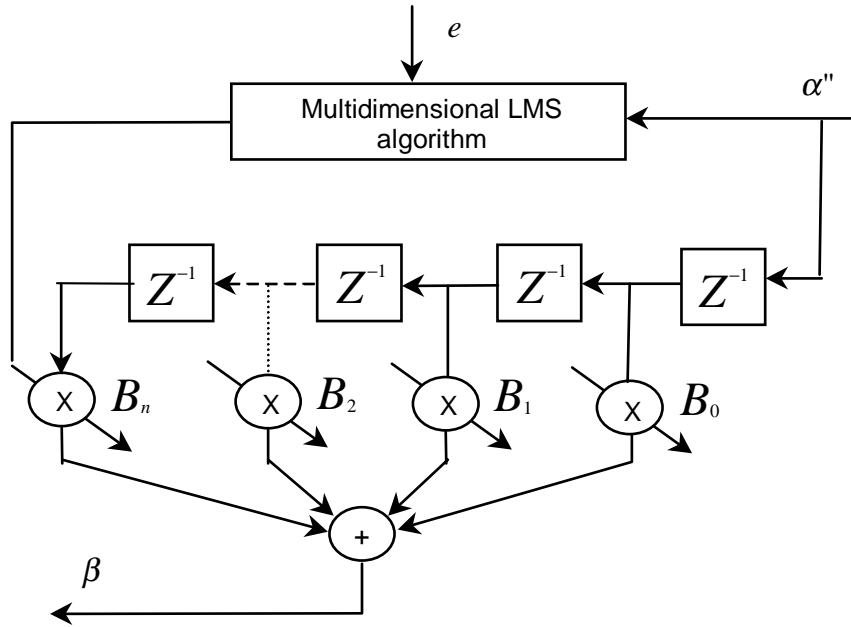 e
α"
Multidimensional LMS
algorithm
Z⁻¹ Z⁻¹ Z⁻¹ Z⁻¹
X Bₙ X B₂ X B₁ X B₀
+
β